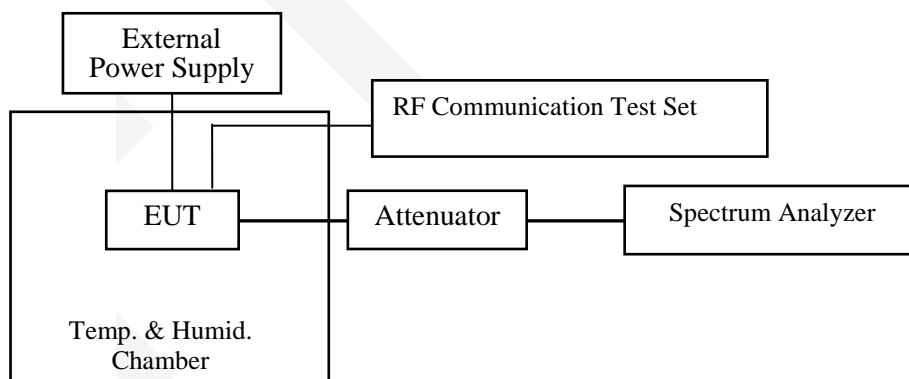 External
Power Supply
RF Communication Test Set
EUT
Attenuator
Spectrum Analyzer
Temp. & Humid.
Chamber